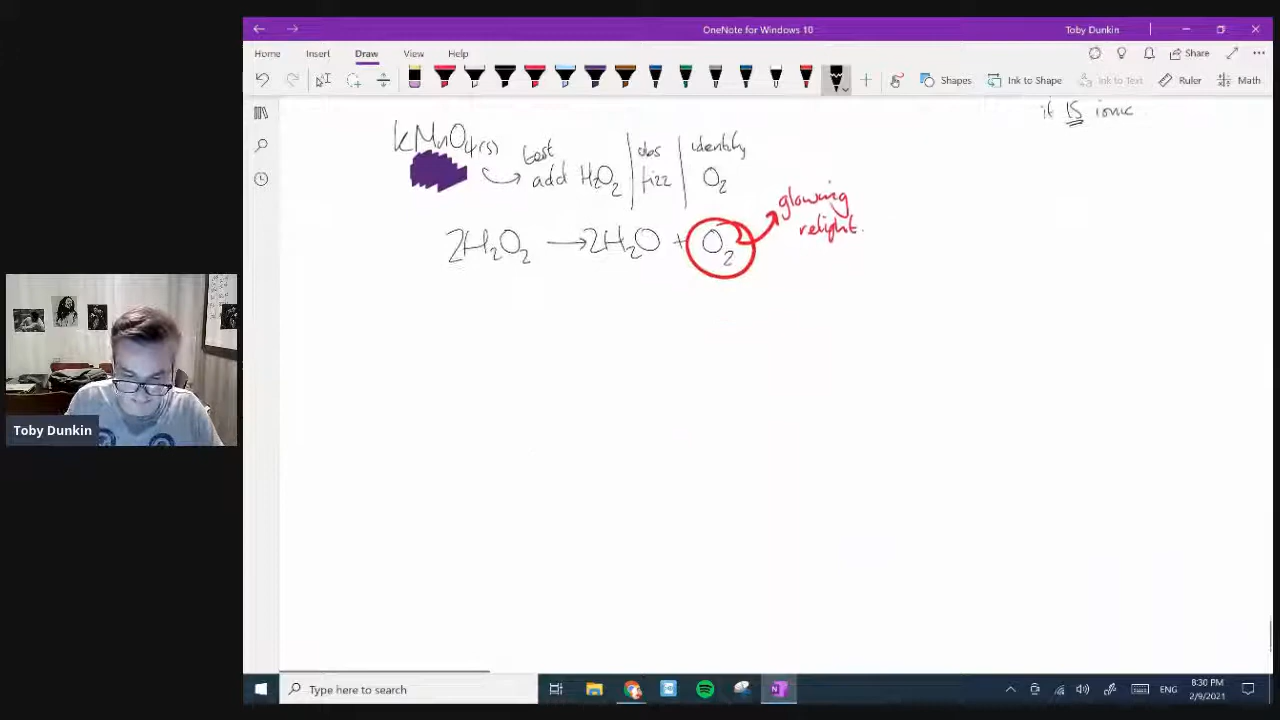 OneNote for Windows 10
Toby Dunkin
Home Insert Draw View Help
Share
Shapes Ink to Shape Ink to Text Ruler Math
it IS ionic
KMnO4(s)
test obs identify
add H2O2 fizz O2
glowing
relight.
2H2O2 → 2H2O + O2
Toby Dunkin
Type here to search
ENG
8:30 PM
2/9/2021